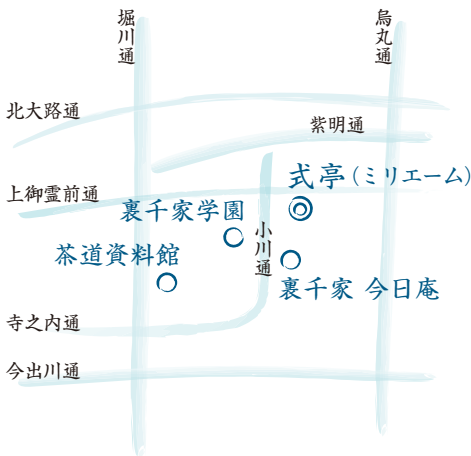 堀川通
烏丸通
北大路通
紫明通
式亭（ミリエーム）
上御霊前通
裏千家学園
小川通
茶道資料館
裏千家 今日庵
寺之内通
今出川通